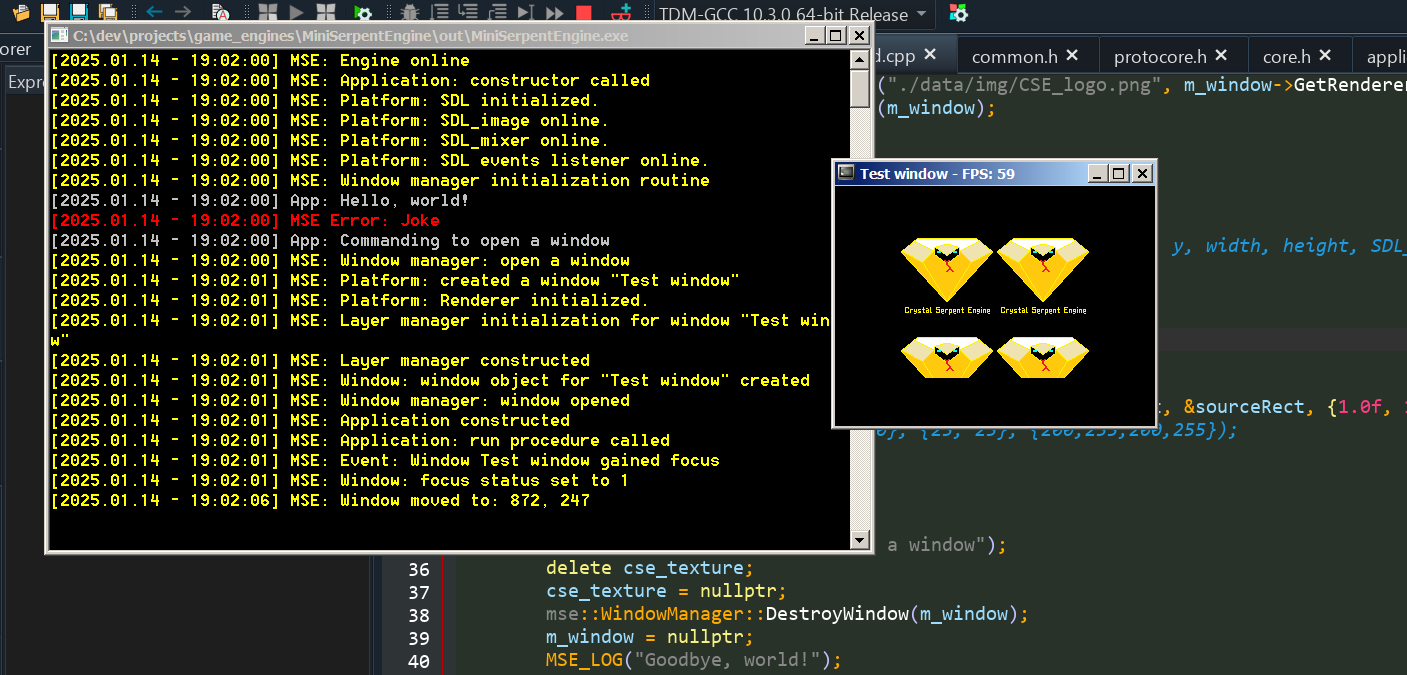 TDM-GCC 10.3.0 64-bit Release
C:\dev\projects\game_engines\MiniSerpentEngine\out\MiniSerpentEngine.exe
orer
Expre
d.cpp
common.h
protocore.h
core.h
appli
[2025.01.14 - 19:02:00] MSE: Engine online
[2025.01.14 - 19:02:00] MSE: Application: constructor called
[2025.01.14 - 19:02:00] MSE: Platform: SDL initialized.
[2025.01.14 - 19:02:00] MSE: Platform: SDL_image online.
[2025.01.14 - 19:02:00] MSE: Platform: SDL_mixer online.
[2025.01.14 - 19:02:00] MSE: Platform: SDL events listener online.
[2025.01.14 - 19:02:00] MSE: Window manager initialization routine
[2025.01.14 - 19:02:00] App: Hello, world!
[2025.01.14 - 19:02:00] MSE Error: Joke
[2025.01.14 - 19:02:00] App: Commanding to open a window
[2025.01.14 - 19:02:00] MSE: Window manager: open a window
[2025.01.14 - 19:02:01] MSE: Platform: created a window "Test window"
[2025.01.14 - 19:02:01] MSE: Platform: Renderer initialized.
[2025.01.14 - 19:02:01] MSE: Layer manager initialization for window "Test win
w"
[2025.01.14 - 19:02:01] MSE: Layer manager constructed
[2025.01.14 - 19:02:01] MSE: Window: window object for "Test window" created
[2025.01.14 - 19:02:01] MSE: Window manager: window opened
[2025.01.14 - 19:02:01] MSE: Application constructed
[2025.01.14 - 19:02:01] MSE: Application: run procedure called
[2025.01.14 - 19:02:01] MSE: Event: Window Test window gained focus
[2025.01.14 - 19:02:01] MSE: Window: focus status set to 1
[2025.01.14 - 19:02:06] MSE: Window moved to: 872, 247
("./data/img/CSE_logo.png", m_window->GetRenderer
(m_window);
Test window - FPS: 59
Crystal Serpent Engine Crystal Serpent Engine
y, width, height, SDL_
, &sourceRect, {1.0f,
{25, 25}, {200,255,200,255});
a window");
36 delete cse_texture;
37 cse_texture = nullptr;
38 mse::WindowManager::DestroyWindow(m_window);
39 m_window = nullptr;
40 MSE_LOG("Goodbye, world!");